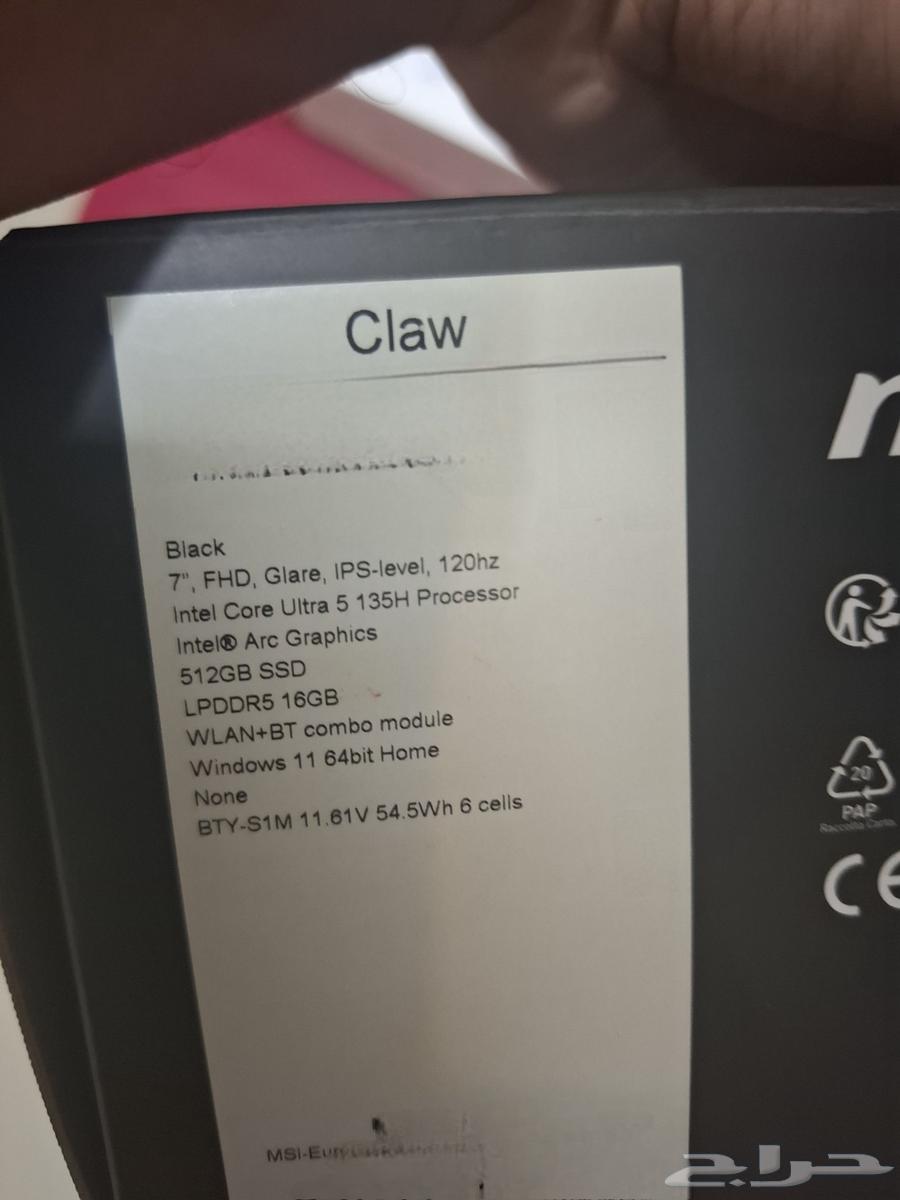 Claw
Black
7", FHD, Glare, IPS-level, 120hz
Intel Core Ultra 5 135H Processor
Intel® Arc Graphics
512GB SSD
LPDDR5 16GB
WLAN+BT combo module
Windows 11 64bit Home
None
BTY-S1M 11.61V 54.5Wh 6 cells
20
PAP
Raccolta Carta
CE
حراج